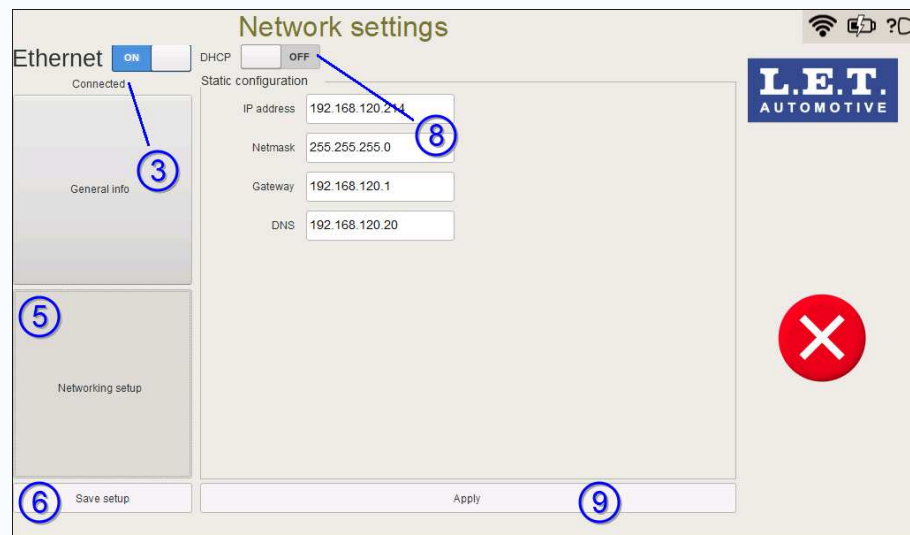 Network settings
?
Ethernet ON DHCP OFF
Connected
Static configuration
L.E.T.
AUTOMOTIVE
IP address 192.168.120.214
8
Netmask 255.255.255.0
3
General info
Gateway 192.168.120.1
DNS 192.168.120.20
5
Networking setup
6 Save setup
Apply 9